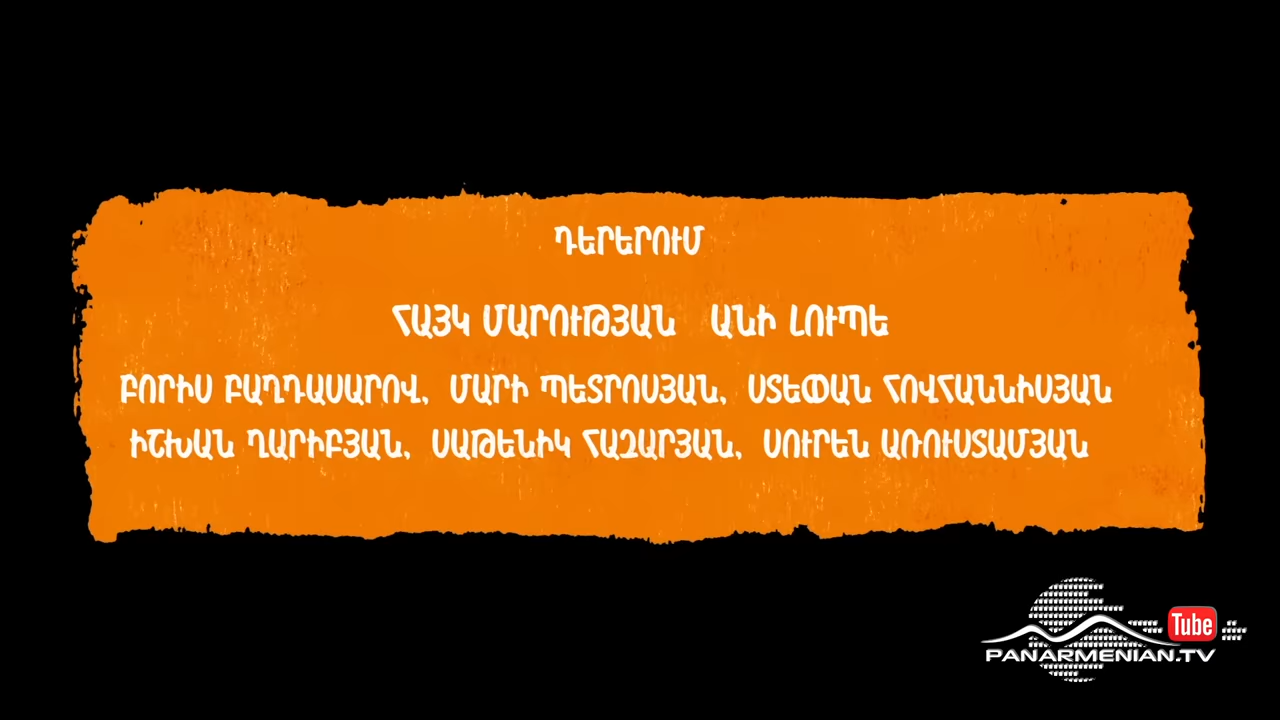 ԴԵՐԵՐՈՒՄ
ՀԱՅԿ ՄԱՐՈՒԹՅԱՆ ԱՆԻ ԼՈՒՊԵ
ԲՈՐԻՍ ԲԱՂԴԱՍԱՐՈՎ, ՄԱՐԻ ՊԵՏՐՈՍՅԱՆ, ՍՏԵՓԱՆ ՀՈՎՀԱՆՆԻՍՅԱՆ
ԻՇԽԱՆ ՂԱՐԻԲՅԱՆ, ՍԱԹԵՆԻԿ ՀԱԶԱՐՅԱՆ, ՍՈՒՐԵՆ ԱՌՈՒՍՏԱՄՅԱՆ
Tube
PANARMENIAN.TV